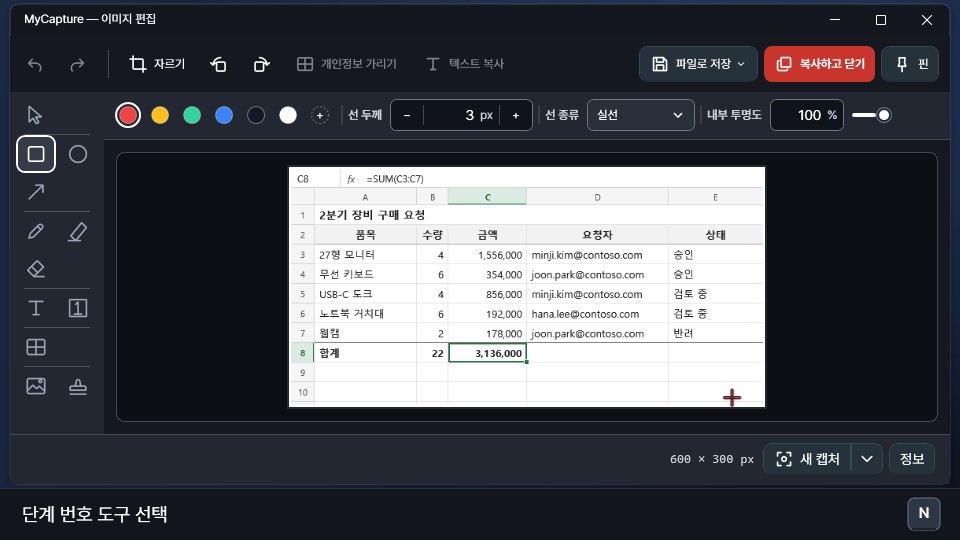 MyCapture — 이미지 편집
자르기 개인정보 가리기 텍스트 복사 파일로 저장 복사하고 닫기 핀
선 두께 − 3 px + 선 종류 실선 내부 투명도 100 %
C8 fx =SUM(C3:C7)
A B C D E
1 2분기 장비 구매 요청
2 품목 수량 금액 요청자 상태
3 27형 모니터 4 1,556,000 minji.kim@contoso.com 승인
4 무선 키보드 6 354,000 joon.park@contoso.com 승인
5 USB-C 도크 4 856,000 minji.kim@contoso.com 검토 중
6 노트북 거치대 6 192,000 hana.lee@contoso.com 검토 중
7 웹캠 2 178,000 joon.park@contoso.com 반려
8 합계 22 3,136,000
9
10
T 1
600 × 300 px 새 캡처 정보
단계 번호 도구 선택 N